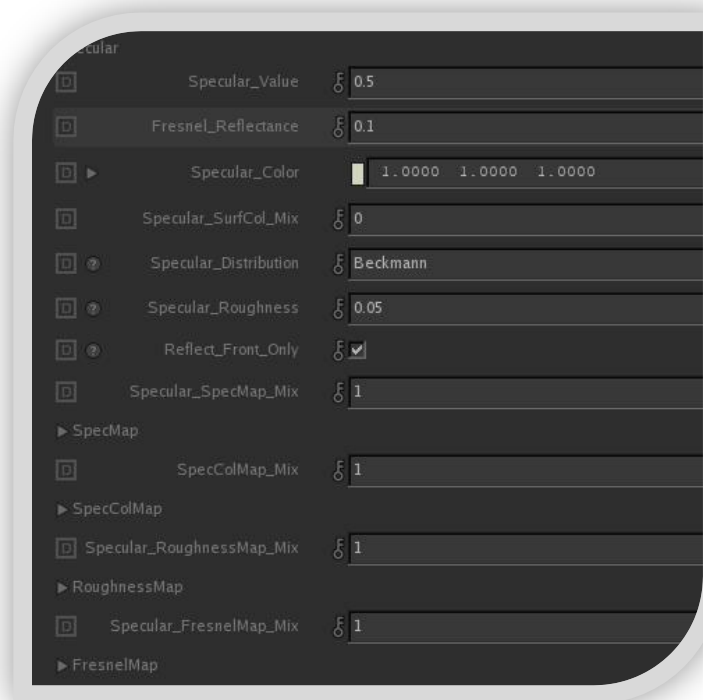 ecular
D Specular_Value 0.5
D Fresnel_Reflectance 0.1
D Specular_Color 1.0000 1.0000 1.0000
D Specular_SurfCol_Mix 0
D ? Specular_Distribution Beckmann
D ? Specular_Roughness 0.05
D ? Reflect_Front_Only
D Specular_SpecMap_Mix 1
SpecMap
D SpecColMap_Mix 1
SpecColMap
D Specular_RoughnessMap_Mix 1
RoughnessMap
D Specular_FresnelMap_Mix 1
FresnelMap